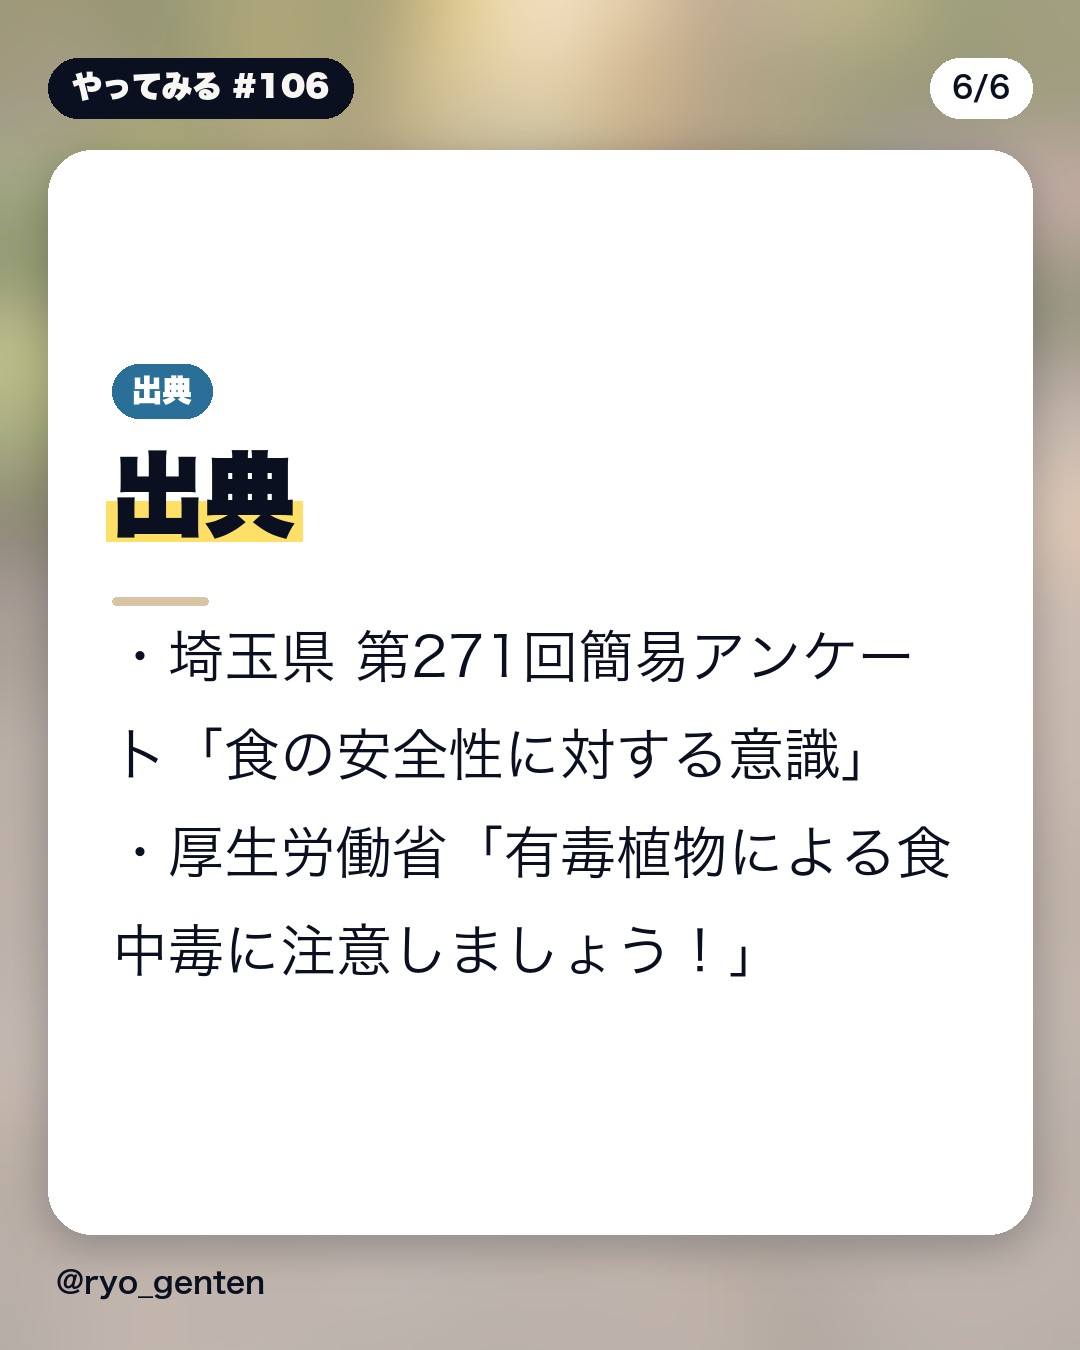 やってみる #106
6/6
出典
出典
・埼玉県 第271回簡易アンケー
ト「食の安全性に対する意識」
・厚生労働省「有毒植物による食
中毒に注意しましょう！」
@ryo_genten